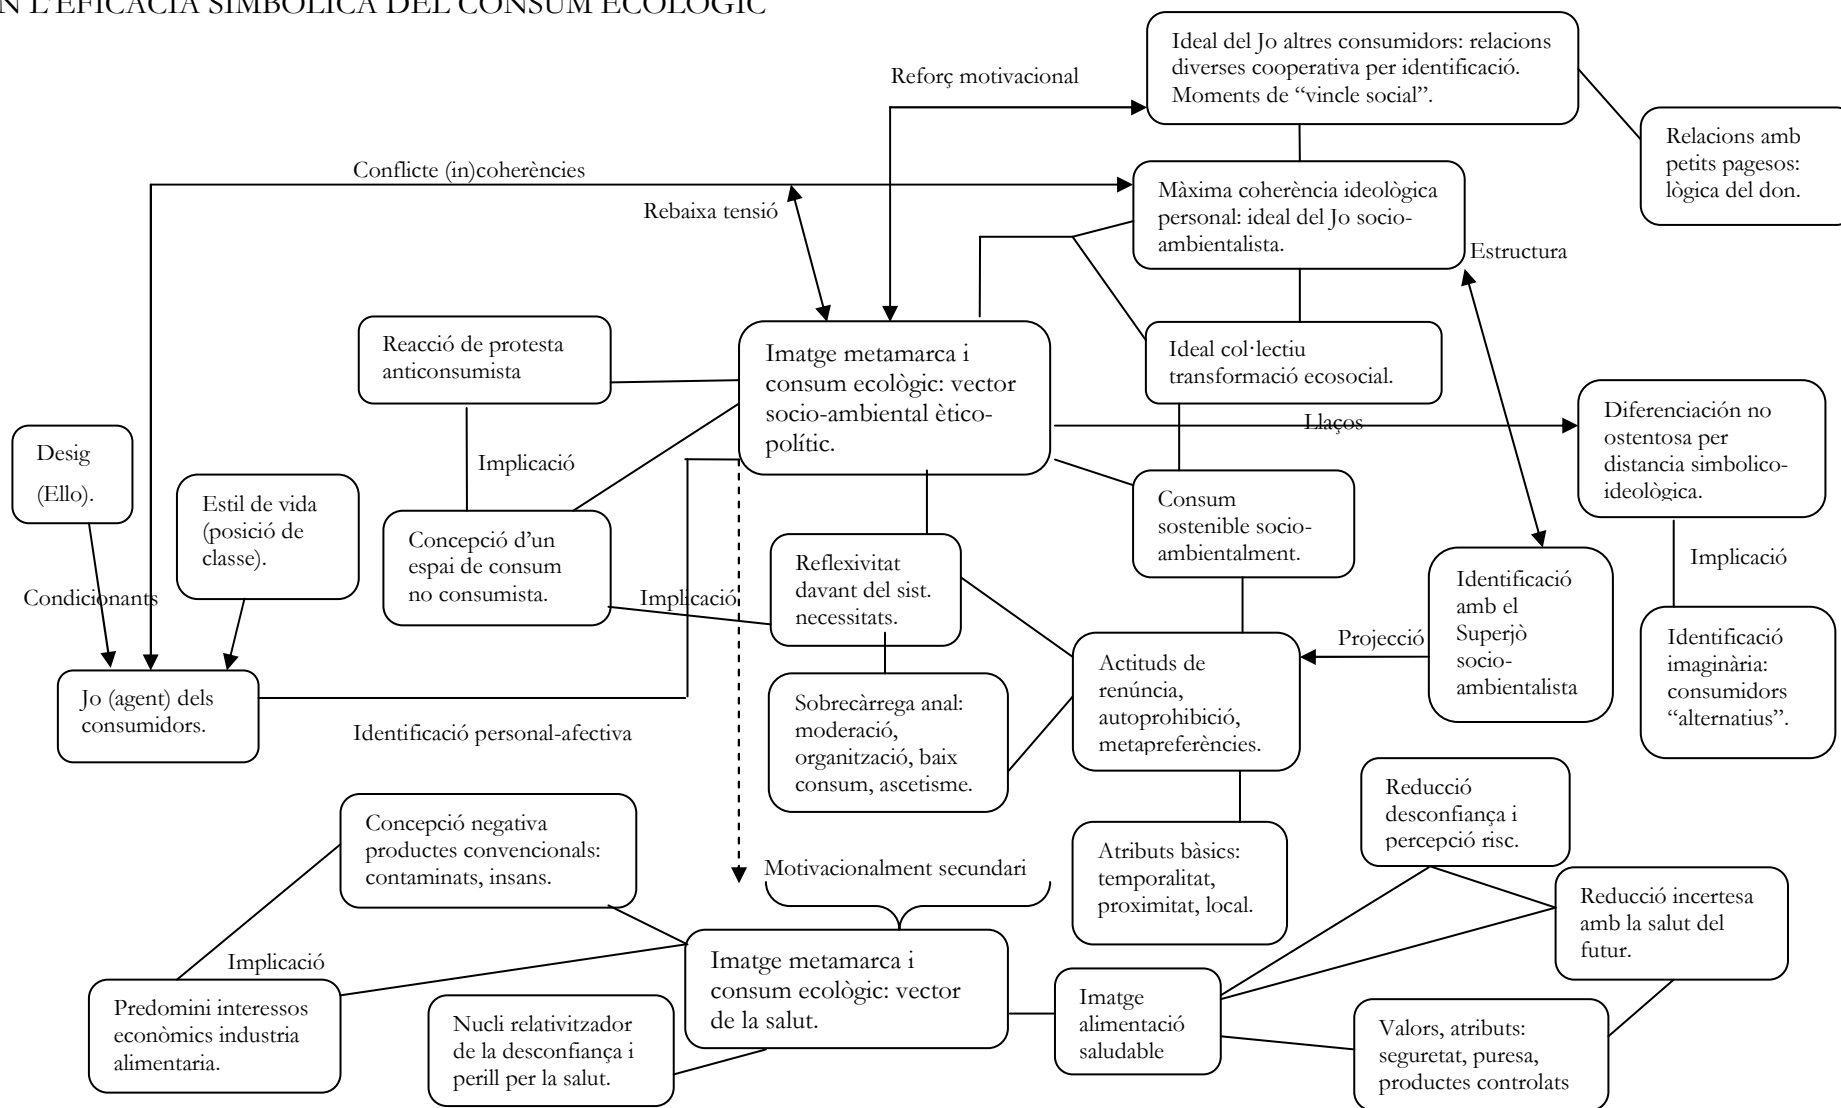 N L'EFICÀCIA SIMBÒLICA DEL CONSUM ECOLÒGIC
Ideal del Jo altres consumidors: relacions
diverses cooperativa per identificació.
Moments de “vincle social”.
Reforç motivacional
Relacions amb
petits pagesos:
lògica del don.
Conflicte (in)coherències
Rebaixa tensió
Màxima coherència ideològica
personal: ideal del Jo socio-
ambientalista.
Estructura
Reacció de protesta
anticonsumista
Imatge metamarca i
consum ecològic: vector
socio-ambiental ètico-
polític.
Ideal col·lectiu
transformació ecosocial.
Llaços
Diferenciación no
ostentosa per
distancia simbolico-
ideològica.
Desig
(Ello).
Estil de vida
(posició de
classe).
Implicació
Concepció d’un
espai de consum
no consumista.
Consum
sostenible socio-
ambientalment.
Implicació
Condicionants
Implicació
Reflexivitat
davant del sist.
necessitats.
Identificació
amb el
Superjò
socio-
ambientalista
Projecció
Identificació
imaginària:
consumidors
“alternatius”.
Jo (agent) dels
consumidors.
Identificació personal-afectiva
Sobrecàrrega anal:
moderació,
organització, baix
consum, ascetisme.
Actituds de
renúncia,
autoprohibició,
metapreferències.
Concepció negativa
productes convencionals:
contaminats, insans.
Motivacionalment secundari
Atributs bàsics:
temporalitat,
proximitat, local.
Reducció
desconfiança i
percepció risc.
Reducció incertesa
amb la salut del
futur.
Implicació
Predomini interessos
econòmics industria
alimentaria.
Nucli relativitzador
de la desconfiança i
perill per la salut.
Imatge metamarca i
consum ecològic: vector
de la salut.
Imatge
alimentació
saludable
Valors, atributs:
seguretat, puresa,
productes controlats